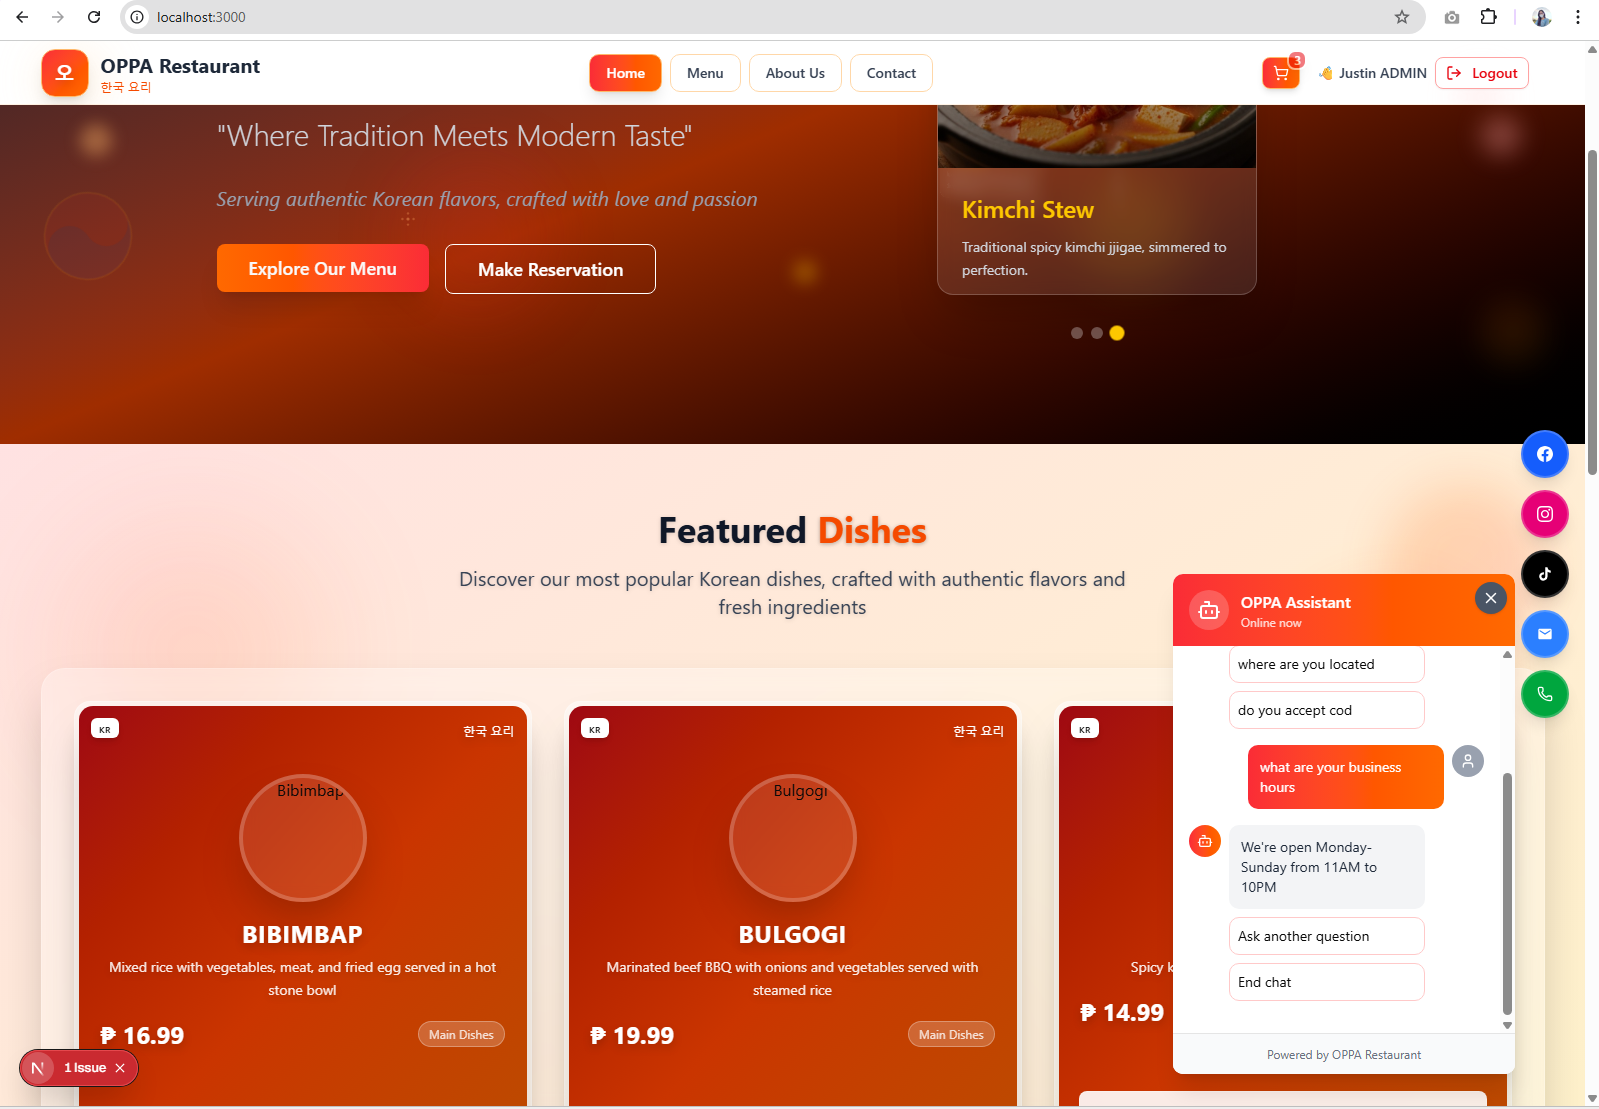 localhost:3000
OPPA Restaurant
한국 요리
Home
Menu
About Us
Contact
3
Justin ADMIN
Logout
"Where Tradition Meets Modern Taste"
Serving authentic Korean flavors, crafted with love and passion
Explore Our Menu
Make Reservation
Kimchi Stew
Traditional spicy kimchi jjigae, simmered to
perfection.
Featured Dishes
Discover our most popular Korean dishes, crafted with authentic flavors and
fresh ingredients
KR
한국 요리
Bibimbap
BIBIMBAP
Mixed rice with vegetables, meat, and fried egg served in a hot
stone bowl
₱ 16.99
Main Dishes
KR
한국 요리
Bulgogi
BULGOGI
Marinated beef BBQ with onions and vegetables served with
steamed rice
₱ 19.99
Main Dishes
KR
Spicy k
₱ 14.99
OPPA Assistant
Online now
where are you located
do you accept cod
what are your business
hours
We're open Monday-
Sunday from 11AM to
10PM
Ask another question
End chat
Powered by OPPA Restaurant
N
1 Issue